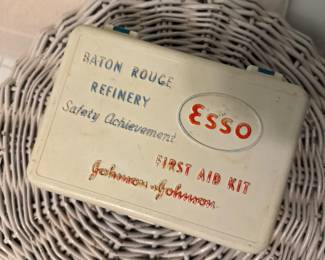 BATON ROUGE
REFINERY
Safety Achievement
ESSO
FIRST AID KIT
Johnson & Johnson